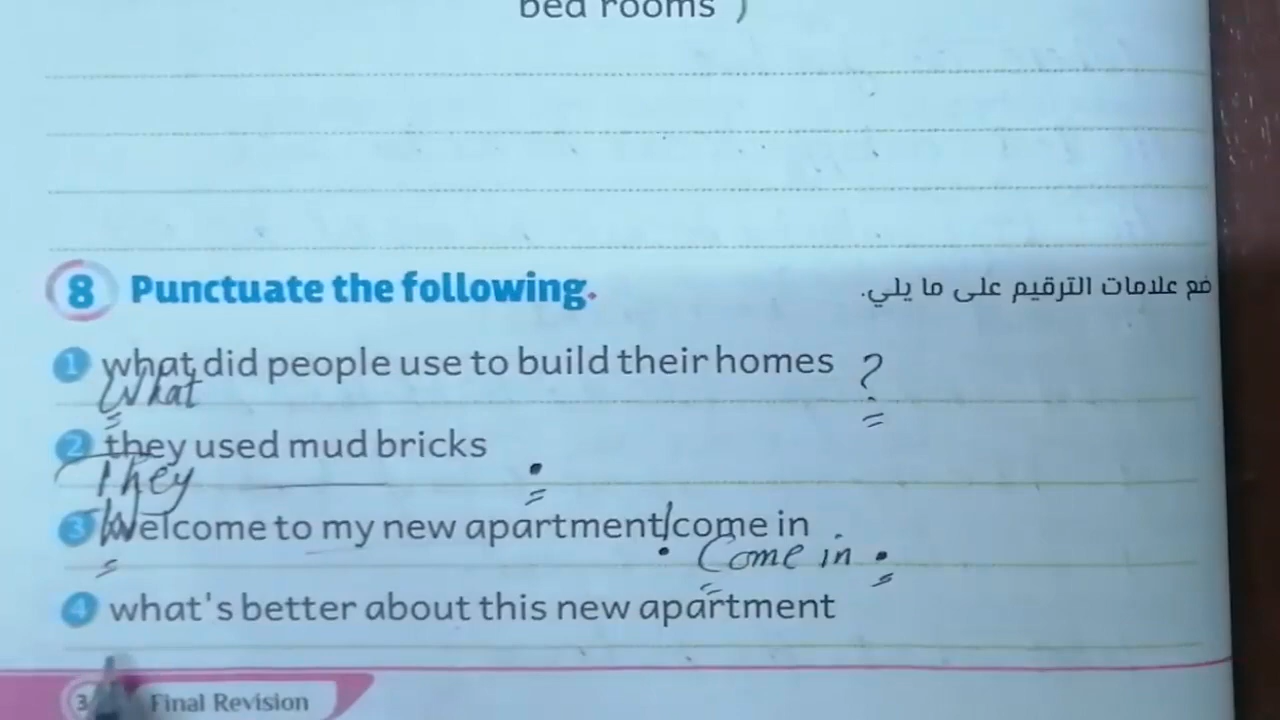 bed rooms )
8 Punctuate the following.
ضع علامات الترقيم على ما يلي.
1 what did people use to build their homes ?
What
2 they used mud bricks .
They
3 Welcome to my new apartment/come in
. Come in .
4 what's better about this new apartment
3
Final Revision